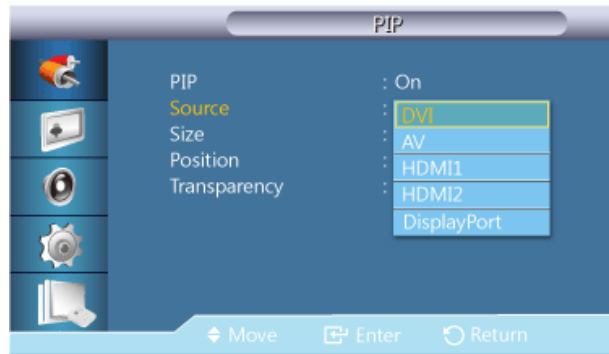 PIP
PIP : On
Source : DVI
Size : AV
Position : HDMI1
Transparency : HDMI2
DisplayPort
Move Enter Return